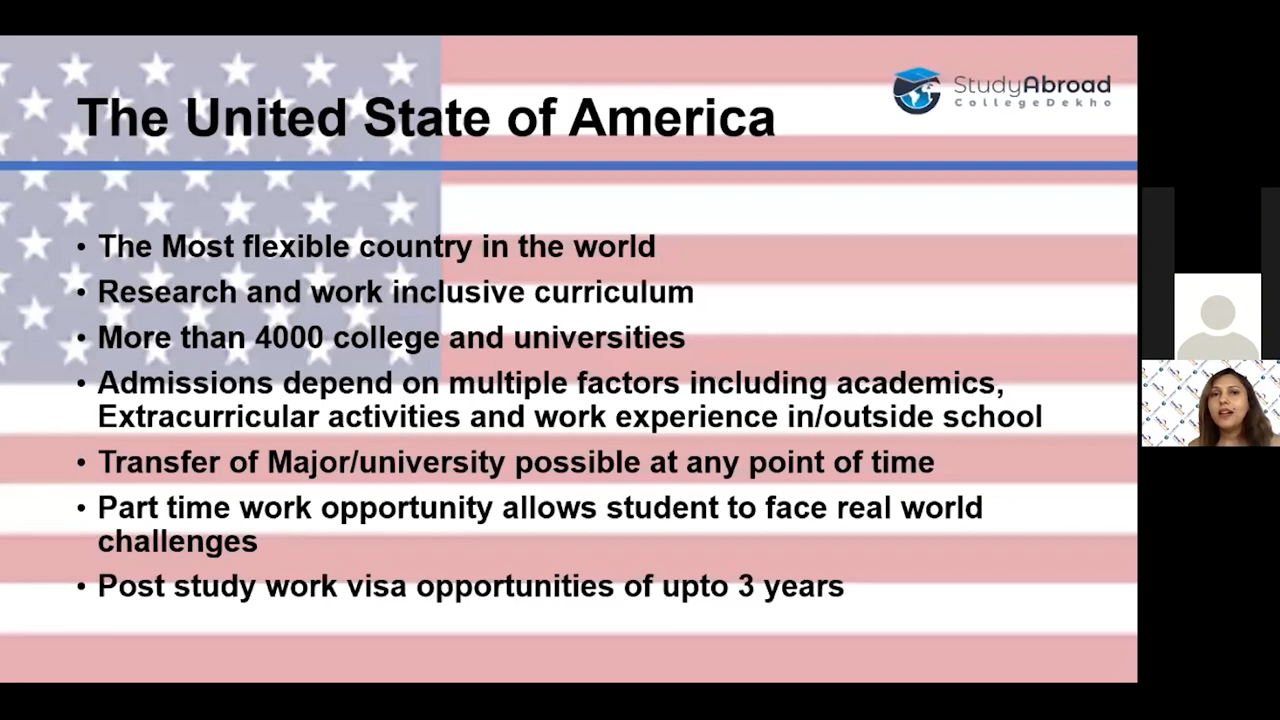 StudyAbroad
CollegeDekho
The United State of America
• The Most flexible country in the world
• Research and work inclusive curriculum
• More than 4000 college and universities
• Admissions depend on multiple factors including academics,
Extracurricular activities and work experience in/outside school
• Transfer of Major/university possible at any point of time
• Part time work opportunity allows student to face real world
challenges
• Post study work visa opportunities of upto 3 years